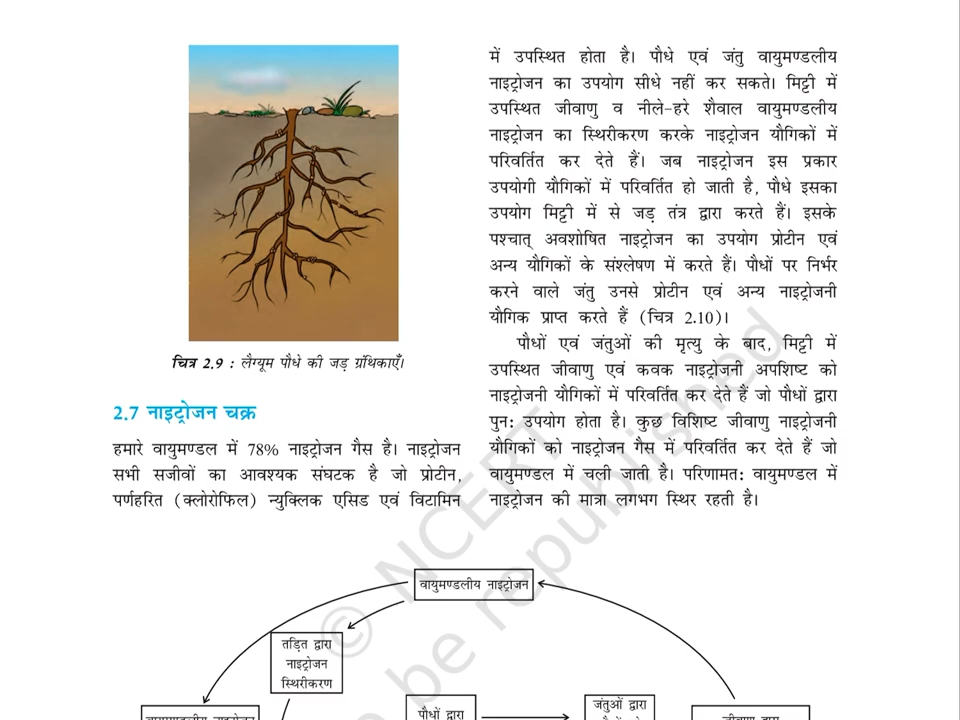 चित्र 2.9 : लैग्यूम पौधे की जड़ ग्रंथिकाएँ।
2.7 नाइट्रोजन चक्र
हमारे वायुमण्डल में 78% नाइट्रोजन गैस है। नाइट्रोजन
सभी सजीवों का आवश्यक संघटक है जो प्रोटीन,
पर्णहरित (क्लोरोफिल) न्युक्लिक एसिड एवं विटामिन
में उपस्थित होता है। पौधे एवं जंतु वायुमण्डलीय
नाइट्रोजन का उपयोग सीधे नहीं कर सकते। मिट्टी में
उपस्थित जीवाणु व नीले-हरे शैवाल वायुमण्डलीय
नाइट्रोजन का स्थिरीकरण करके नाइट्रोजन यौगिकों में
परिवर्तित कर देते हैं। जब नाइट्रोजन इस प्रकार
उपयोगी यौगिकों में परिवर्तित हो जाती है, पौधे इसका
उपयोग मिट्टी में से जड़ तंत्र द्वारा करते हैं। इसके
पश्चात् अवशोषित नाइट्रोजन का उपयोग प्रोटीन एवं
अन्य यौगिकों के संश्लेषण में करते हैं। पौधों पर निर्भर
करने वाले जंतु उनसे प्रोटीन एवं अन्य नाइट्रोजनी
यौगिक प्राप्त करते हैं (चित्र 2.10)।
पौधों एवं जंतुओं की मृत्यु के बाद, मिट्टी में
उपस्थित जीवाणु एवं कवक नाइट्रोजनी अपशिष्ट को
नाइट्रोजनी यौगिकों में परिवर्तित कर देते हैं जो पौधों द्वारा
पुन: उपयोग होता है। कुछ विशिष्ट जीवाणु नाइट्रोजनी
यौगिकों को नाइट्रोजन गैस में परिवर्तित कर देते हैं जो
वायुमण्डल में चली जाती है। परिणामत: वायुमण्डल में
नाइट्रोजन की मात्रा लगभग स्थिर रहती है।
वायुमण्डलीय नाइट्रोजन
तड़ित द्वारा
नाइट्रोजन
स्थिरीकरण
पौधों द्वारा
जंतुओं द्वारा
© NCERT
be republished